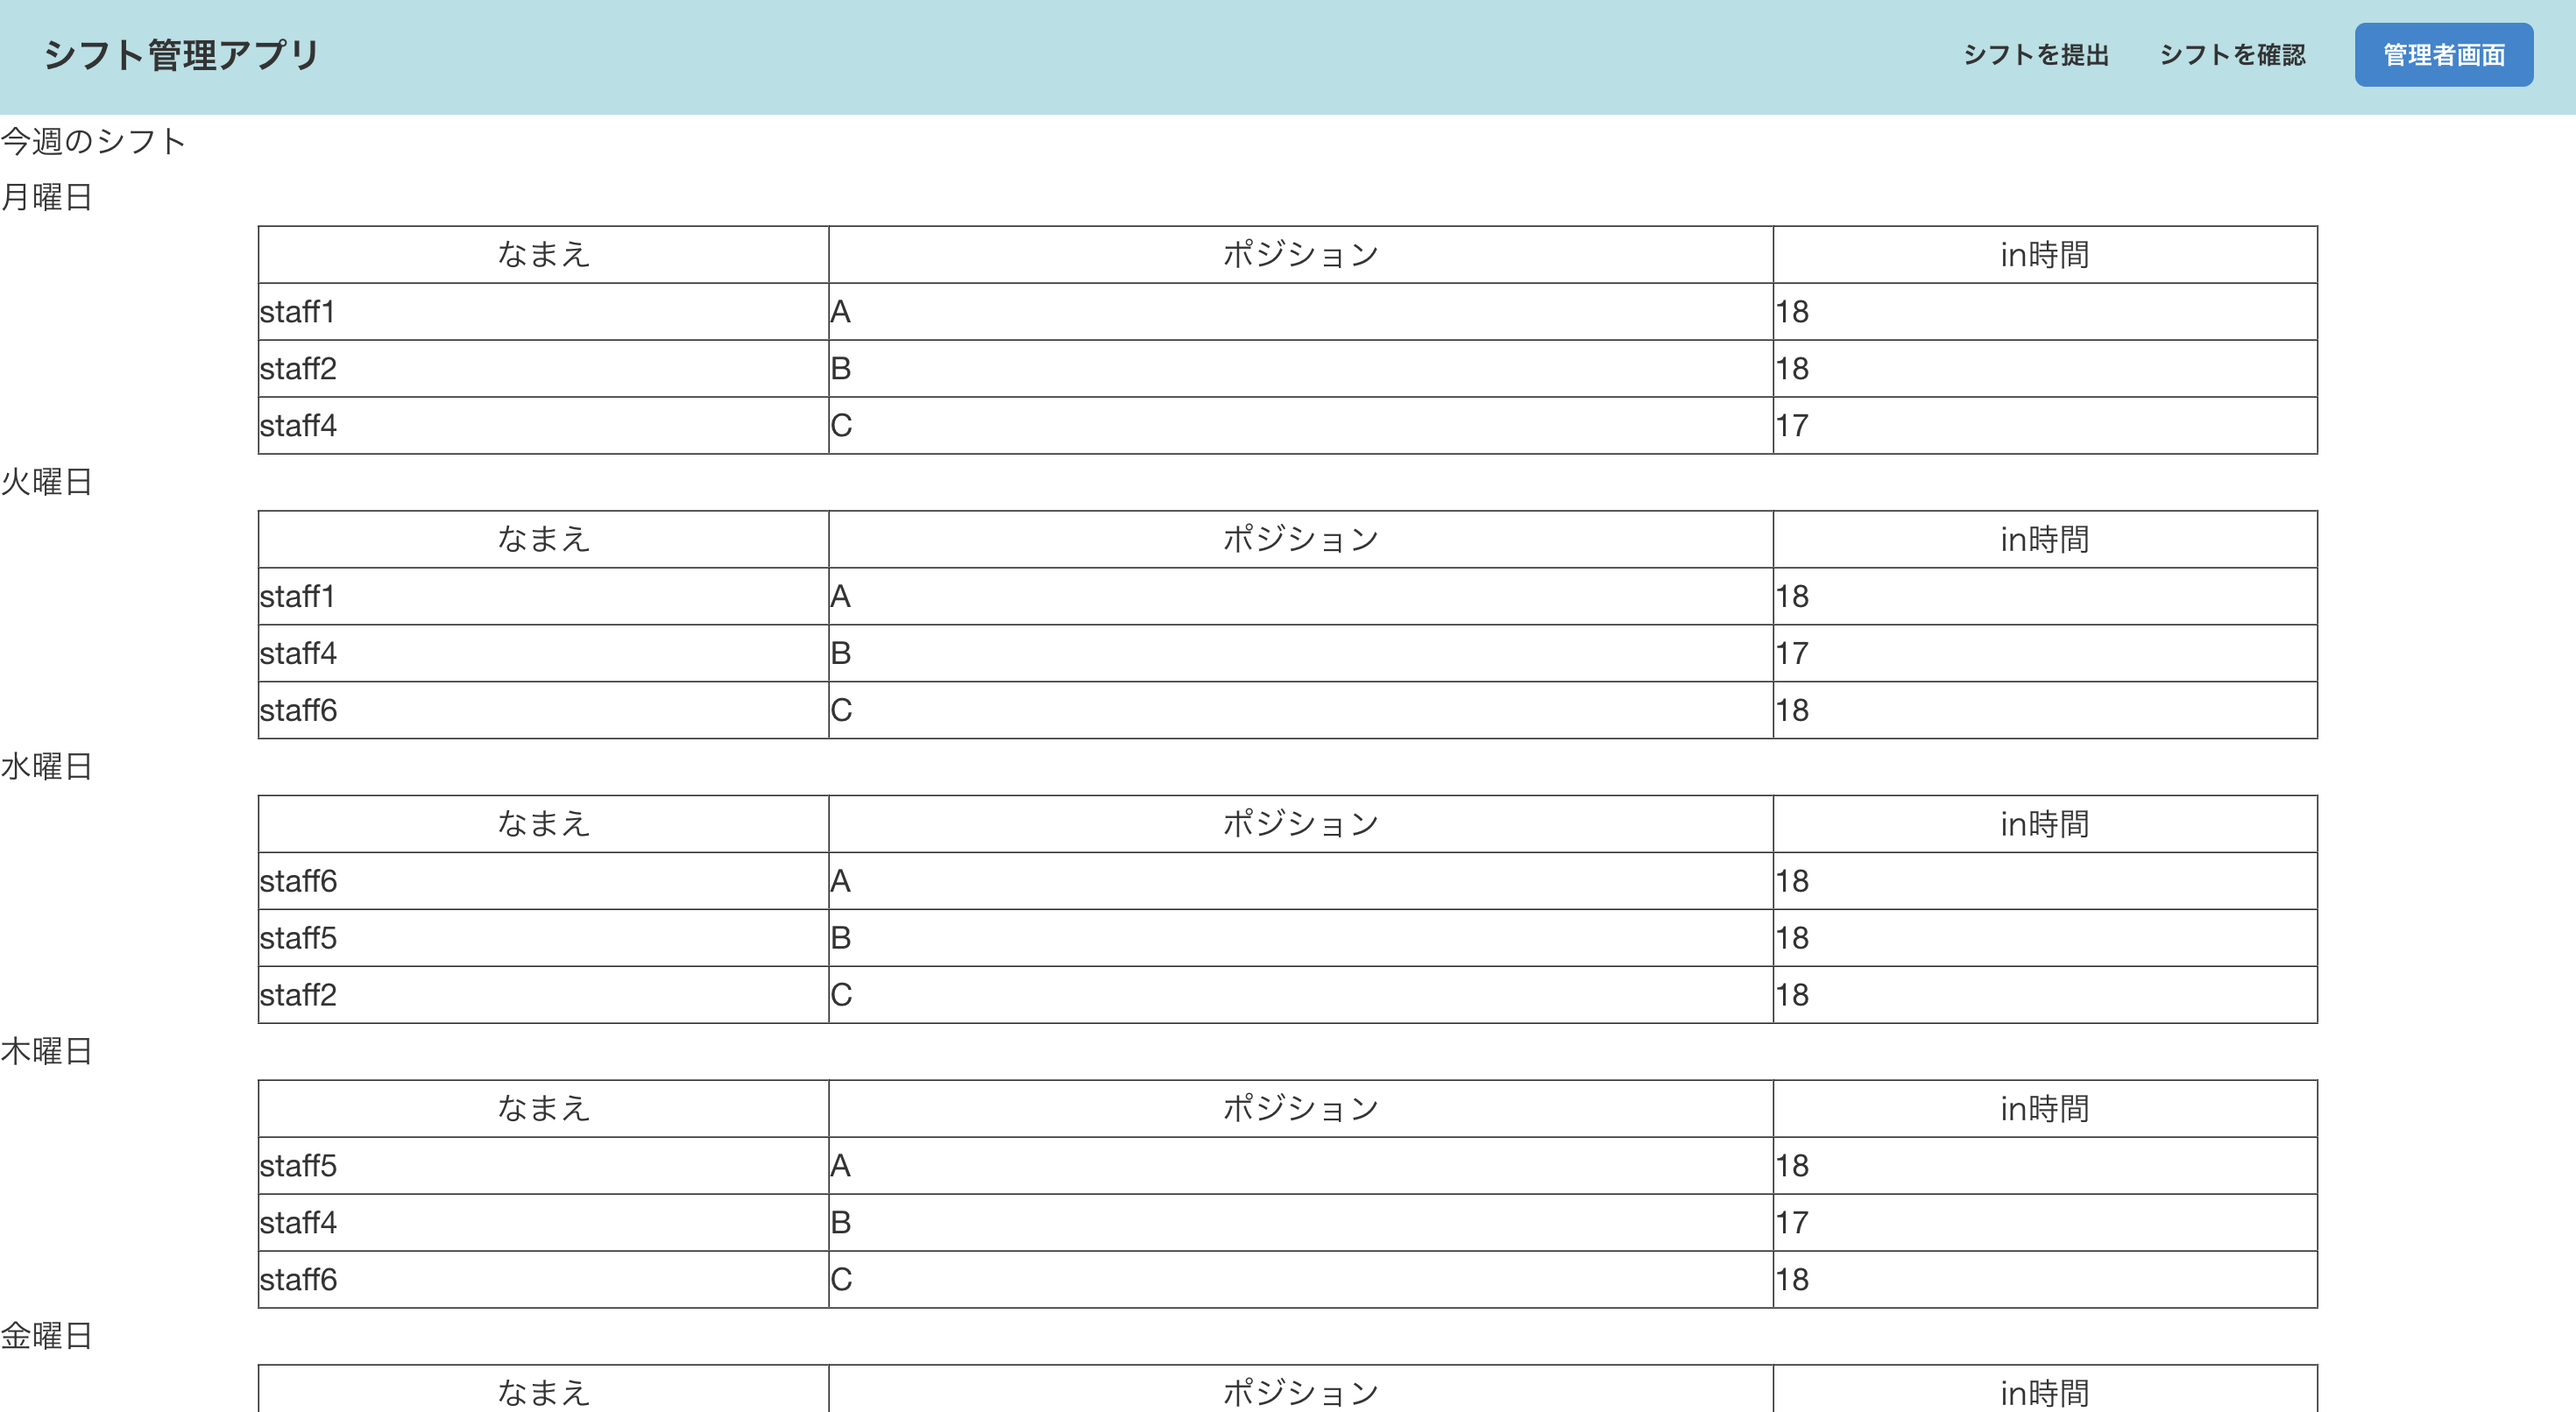 シフト管理アプリ シフトを提出 シフトを確認 管理者画面
今週のシフト
月曜日
なまえ ポジション in時間
staff1 A 18
staff2 B 18
staff4 C 17
火曜日
なまえ ポジション in時間
staff1 A 18
staff4 B 17
staff6 C 18
水曜日
なまえ ポジション in時間
staff6 A 18
staff5 B 18
staff2 C 18
木曜日
なまえ ポジション in時間
staff5 A 18
staff4 B 17
staff6 C 18
金曜日
なまえ ポジション in時間